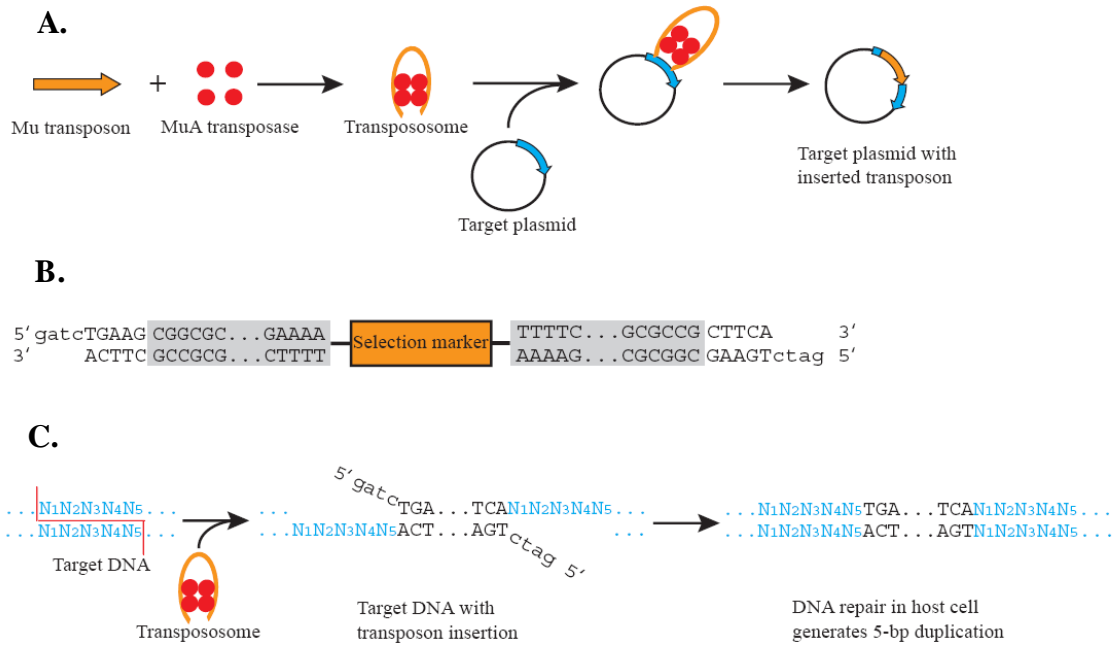 A.
+
Mu transposon
MuA transposase
Transpososome
Target plasmid
Target plasmid with
inserted transposon
B.
5′gatcTGAAG CGGCGC...GAAAA Selection marker TTTTC...GCGCCG CTTCA 3′
3′ ACTTC GCCGCG...CTTTT AAAAG...CGCGGC GAAGTctag 5′
C.
...N1N2N3N4N5...
...N1N2N3N4N5...
Target DNA
Transpososome
5′gatc
... TGA...TCAN1N2N3N4N5...
N1N2N3N4N5ACT...AGT ...
ctag 5′
Target DNA with
transposon insertion
...N1N2N3N4N5TGA...TCAN1N2N3N4N5...
...N1N2N3N4N5ACT...AGTN1N2N3N4N5...
DNA repair in host cell
generates 5-bp duplication